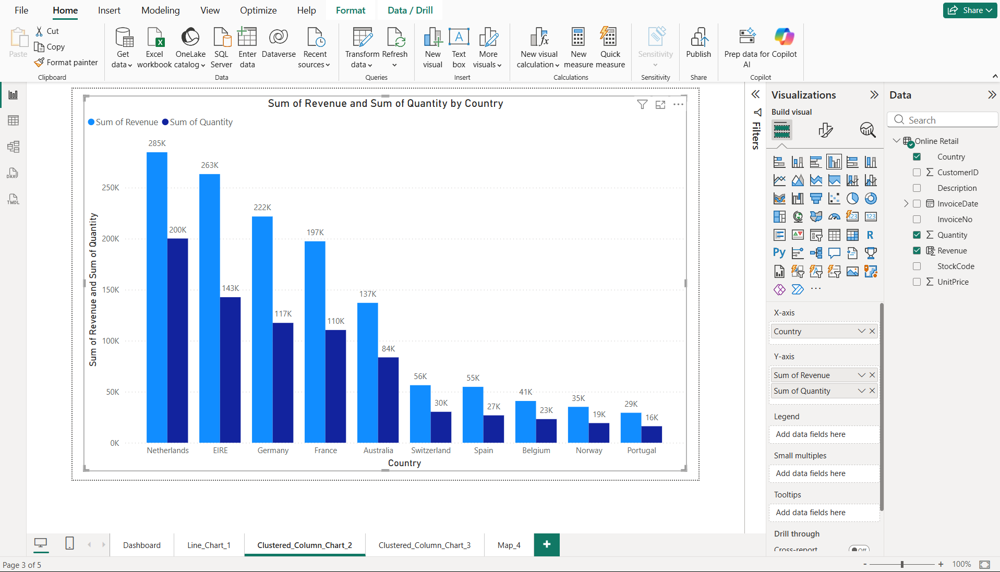 File Home Insert Modeling View Optimize Help Format Data / Drill Share
Paste
Cut
Copy
Format painter
Clipboard
Get data
Excel workbook
OneLake catalog
SQL Server
Enter data
Dataverse
Recent sources
Data
Transform data
Refresh
Queries
New visual
Text box
More visuals
Insert
New visual calculation
New measure
Quick measure
Calculations
Sensitivity
Sensitivity
Publish
Share
Prep data for AI
Copilot
Copilot
DAX
TMDL
Sum of Revenue and Sum of Quantity by Country
Sum of Revenue Sum of Quantity
Sum of Revenue and Sum of Quantity
250K
200K
150K
100K
50K
0K
285K
200K
263K
143K
222K
117K
197K
110K
137K
84K
56K
30K
55K
27K
41K
23K
35K
19K
29K
16K
Netherlands EIRE Germany France Australia Switzerland Spain Belgium Norway Portugal
Country
Filters
Visualizations
Build visual
123
123
R
Py
X-axis
Country
Y-axis
Sum of Revenue
Sum of Quantity
Legend
Add data fields here
Small multiples
Add data fields here
Tooltips
Add data fields here
Drill through
Cross-report Off
Data
Search
Online Retail
Country
CustomerID
Description
InvoiceDate
InvoiceNo
Quantity
Revenue
StockCode
UnitPrice
Dashboard Line_Chart_1 Clustered_Column_Chart_2 Clustered_Column_Chart_3 Map_4 +
Page 3 of 5
- + 100%